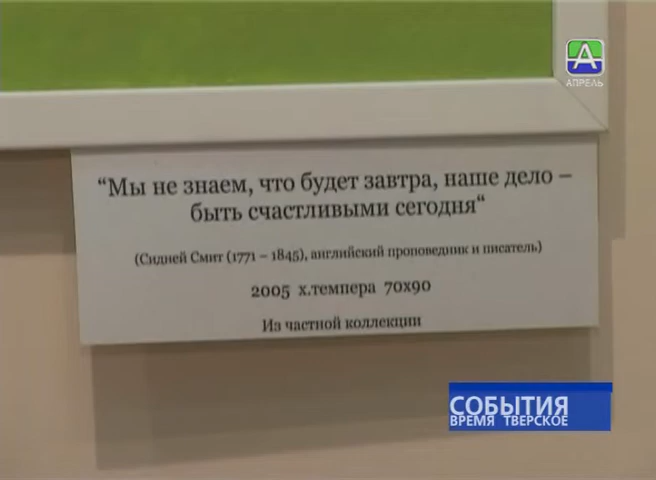 А
АПРЕЛЬ
“Мы не знаем, что будет завтра, наше дело –
быть счастливыми сегодня“
(Сидней Смит (1771 – 1845), английский проповедник и писатель)
2005 х.темпера 70х90
Из частной коллекции
СОБЫТИЯ
ВРЕМЯ ТВЕРСКОЕ